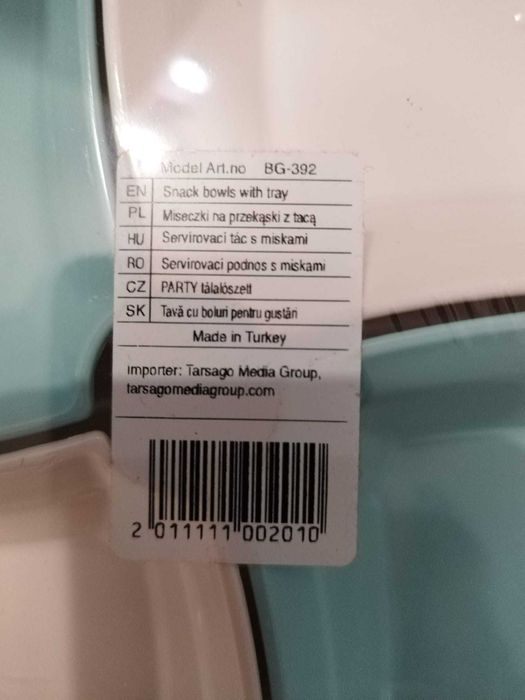 Model Art.no BG-392
EN Snack bowls with tray
PL Miseczki na przekąski z tacą
HU Servirovací tác s miskami
RO Servirovaci podnos s miskami
CZ PARTY tálalószett
SK Tavă cu boluri pentru gustări
Made in Turkey
Importer: Tarsago Media Group,
tarsagomediagroup.com
2 011111 002010